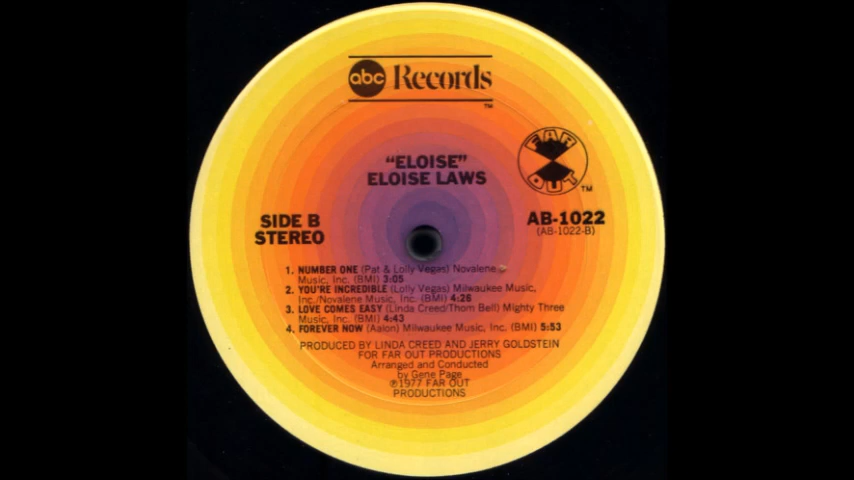 abc Records
TM
FAR
OUT
TM
"ELOISE"
ELOISE LAWS
SIDE B
STEREO
AB-1022
(AB-1022-B)
1. NUMBER ONE (Pat & Lolly Vegas) Novalene
Music, Inc. (BMI) 3:05
2. YOU'RE INCREDIBLE (Lolly Vegas) Milwaukee Music,
Inc./Novalene Music, Inc. (BMI) 4:26
3. LOVE COMES EASY (Linda Creed/Thom Bell) Mighty Three
Music, Inc. (BMI) 4:43
4. FOREVER NOW (Aalon) Milwaukee Music, Inc. (BMI) 5:53
PRODUCED BY LINDA CREED AND JERRY GOLDSTEIN
FOR FAR OUT PRODUCTIONS
Arranged and Conducted
by Gene Page
℗1977 FAR OUT
PRODUCTIONS